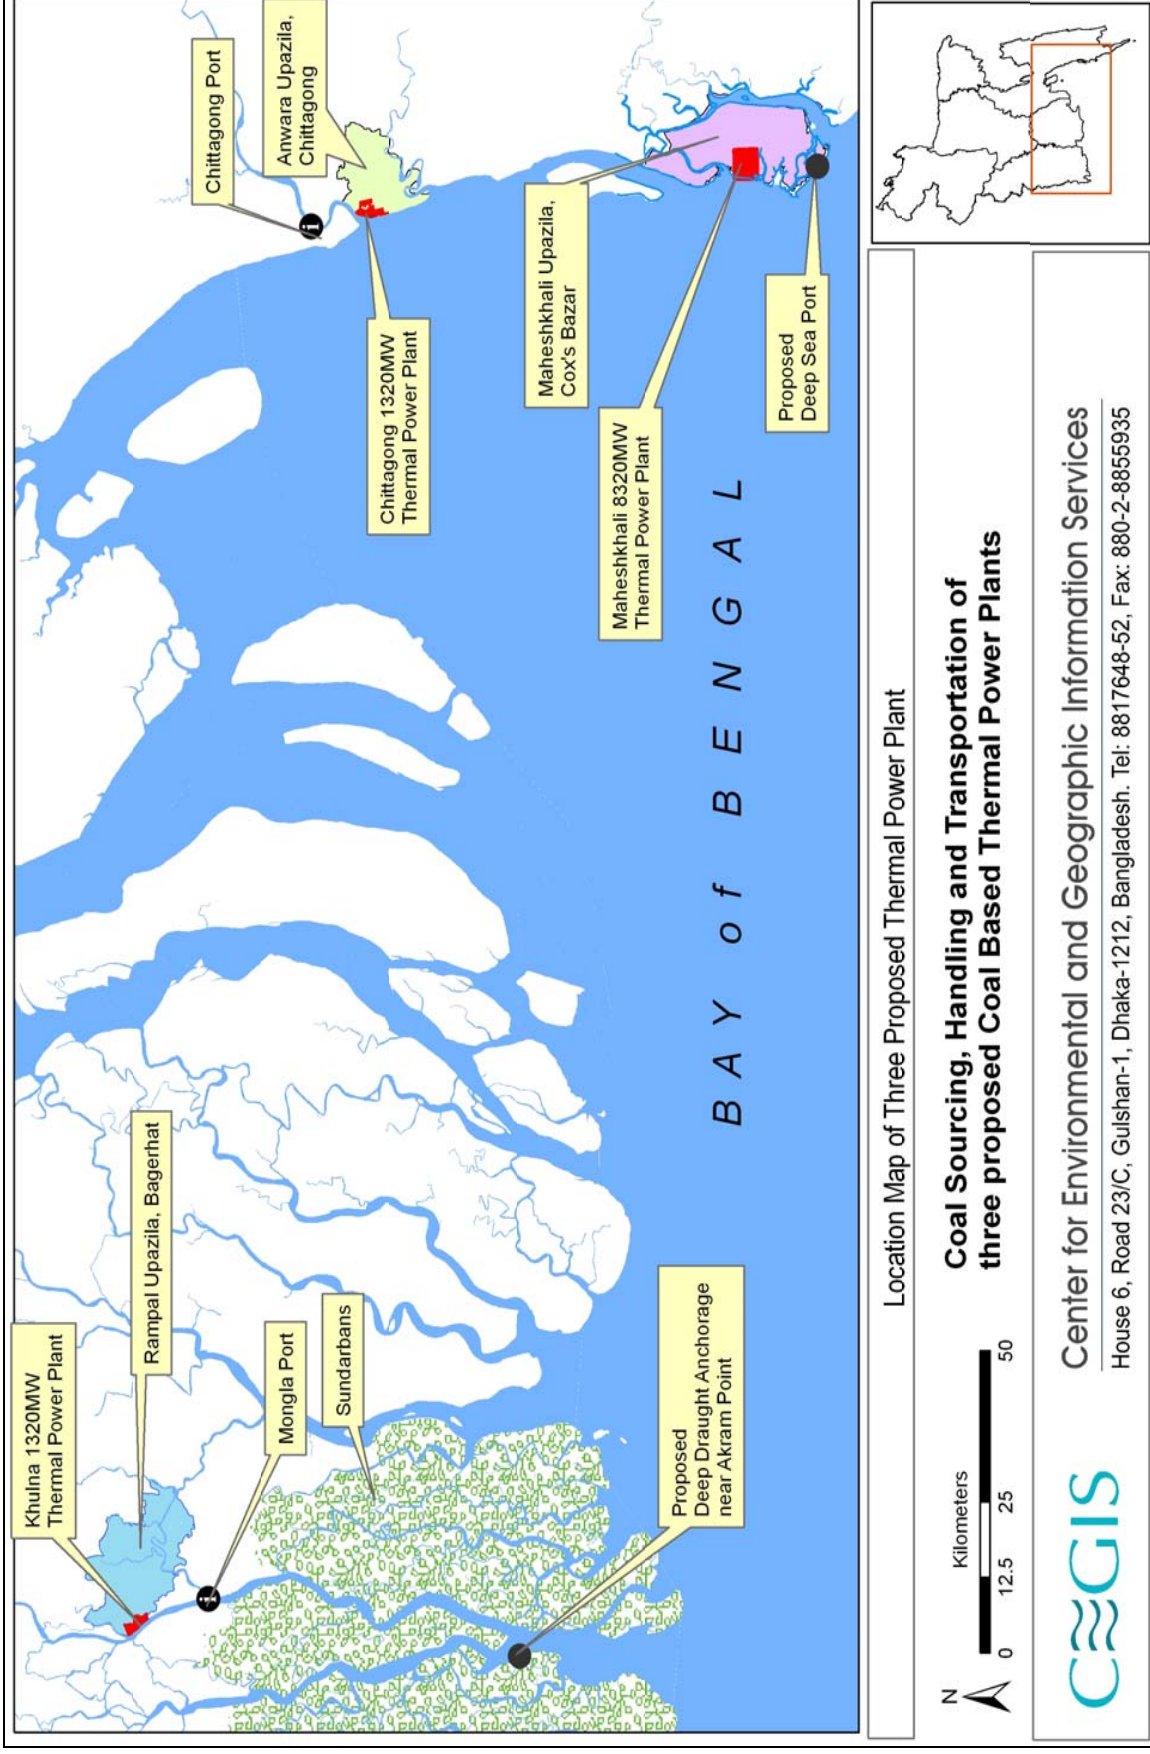 Khulna 1320MW
Thermal Power Plant
Rampal Upazila, Bagerhat
Mongla Port
Sundarbans
Proposed
Deep Draught Anchorage
near Akram Point
Chittagong Port
Anwara Upazila,
Chittagong
Chittagong 1320MW
Thermal Power Plant
Maheshkhali Upazila,
Cox's Bazar
Maheshkhali 8320MW
Thermal Power Plant
Proposed
Deep Sea Port
BAY of BENGAL
Location Map of Three Proposed Thermal Power Plant
N
Kilometers
0 12.5 25 50
Coal Sourcing, Handling and Transportation of
three proposed Coal Based Thermal Power Plants
CEGIS
Center for Environmental and Geographic Information Services
House 6, Road 23/C, Gulshan-1, Dhaka-1212, Bangladesh. Tel: 8817648-52, Fax: 880-2-8855935